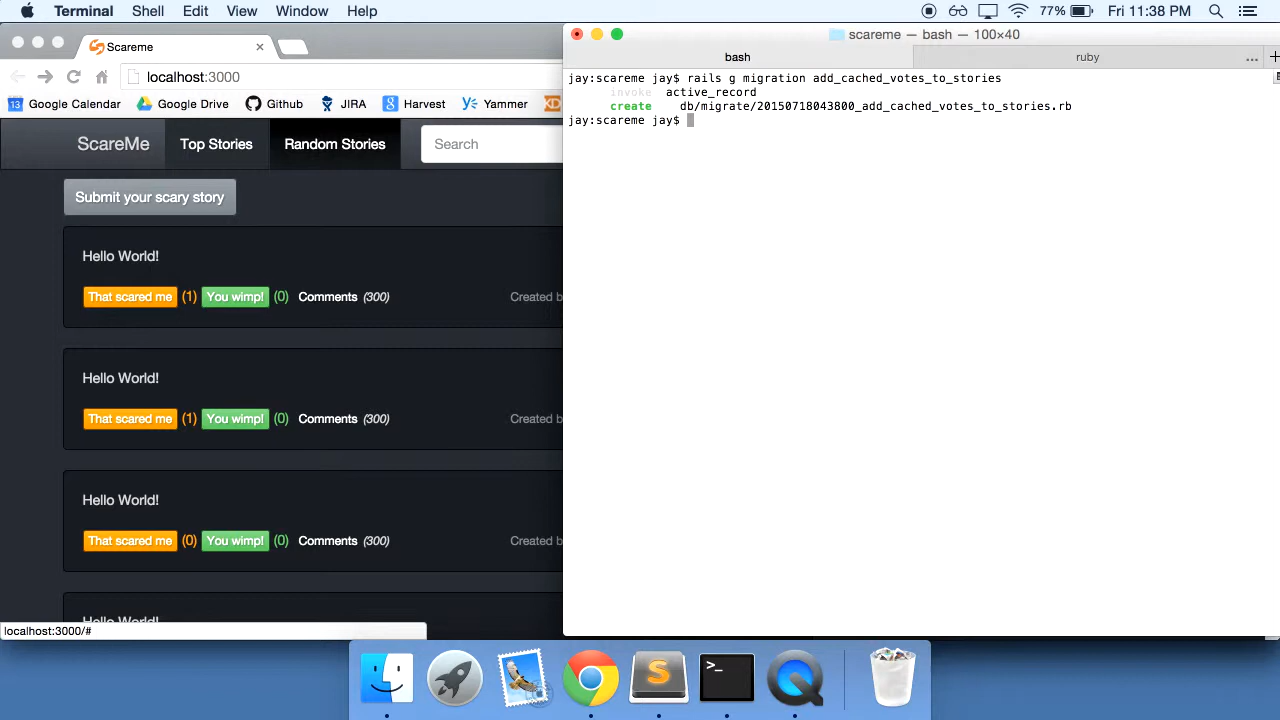 Terminal Shell Edit View Window Help 77% Fri 11:38 PM
Scareme
localhost:3000
Google Calendar Google Drive Github JIRA Harvest Yammer
ScareMe Top Stories Random Stories Search
Submit your scary story
Hello World!
That scared me (1) You wimp! (0) Comments (300) Created b
Hello World!
That scared me (1) You wimp! (0) Comments (300) Created b
Hello World!
That scared me (0) You wimp! (0) Comments (300) Created b
Hello World!
localhost:3000/#
scareme — bash — 100×40
bash ruby
jay:scareme jay$ rails g migration add_cached_votes_to_stories
invoke active_record
create db/migrate/20150718043800_add_cached_votes_to_stories.rb
jay:scareme jay$